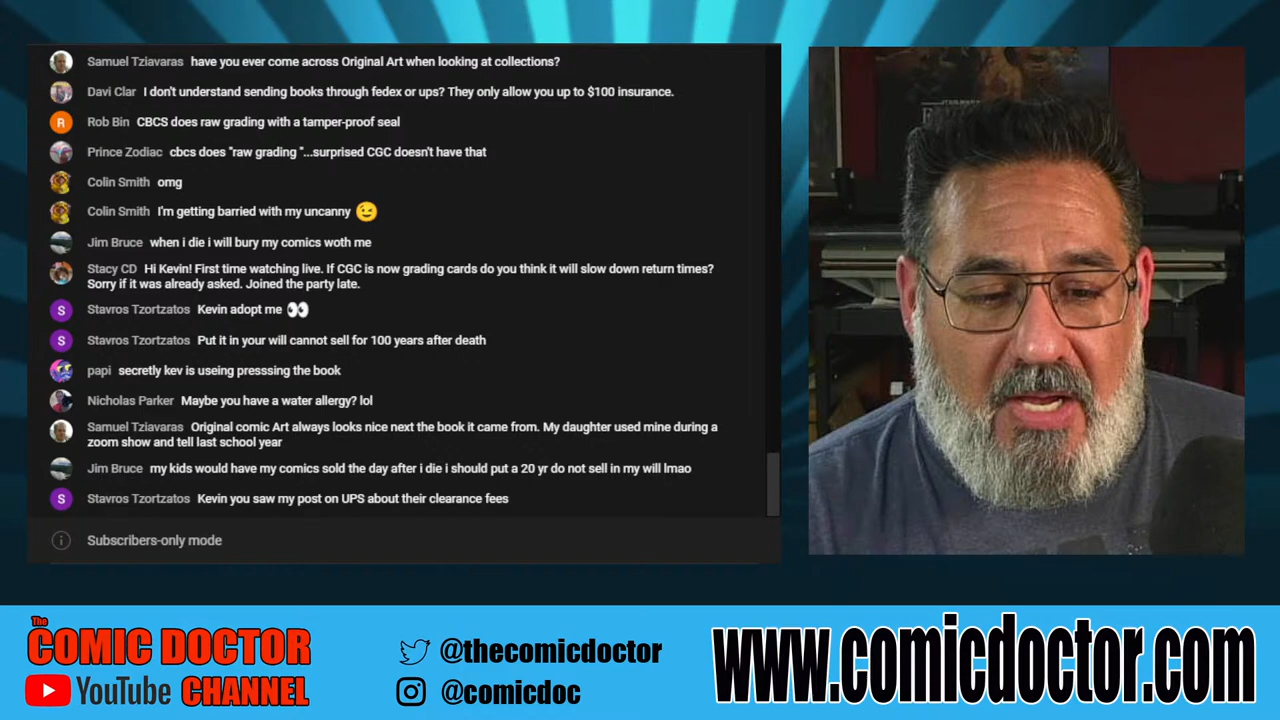 Samuel Tziavaras have you ever come across Original Art when looking at collections?
Davi Clar I don't understand sending books through fedex or ups? They only allow you up to $100 insurance.
R Rob Bin CBCS does raw grading with a tamper-proof seal
Prince Zodiac cbcs does "raw grading "...surprised CGC doesn't have that
Colin Smith omg
Colin Smith I'm getting barried with my uncanny 😉
Jim Bruce when i die i will bury my comics woth me
Stacy CD Hi Kevin! First time watching live. If CGC is now grading cards do you think it will slow down return times?
Sorry if it was already asked. Joined the party late.
S Stavros Tzortzatos Kevin adopt me 👀
S Stavros Tzortzatos Put it in your will cannot sell for 100 years after death
papi secretly kev is useing presssing the book
Nicholas Parker Maybe you have a water allergy? lol
Samuel Tziavaras Original comic Art always looks nice next the book it came from. My daughter used mine during a
zoom show and tell last school year
Jim Bruce my kids would have my comics sold the day after i die i should put a 20 yr do not sell in my will lmao
S Stavros Tzortzatos Kevin you saw my post on UPS about their clearance fees
Subscribers-only mode
The
COMIC DOCTOR
YouTube CHANNEL
@thecomicdoctor
@comicdoc
www.comicdoctor.com